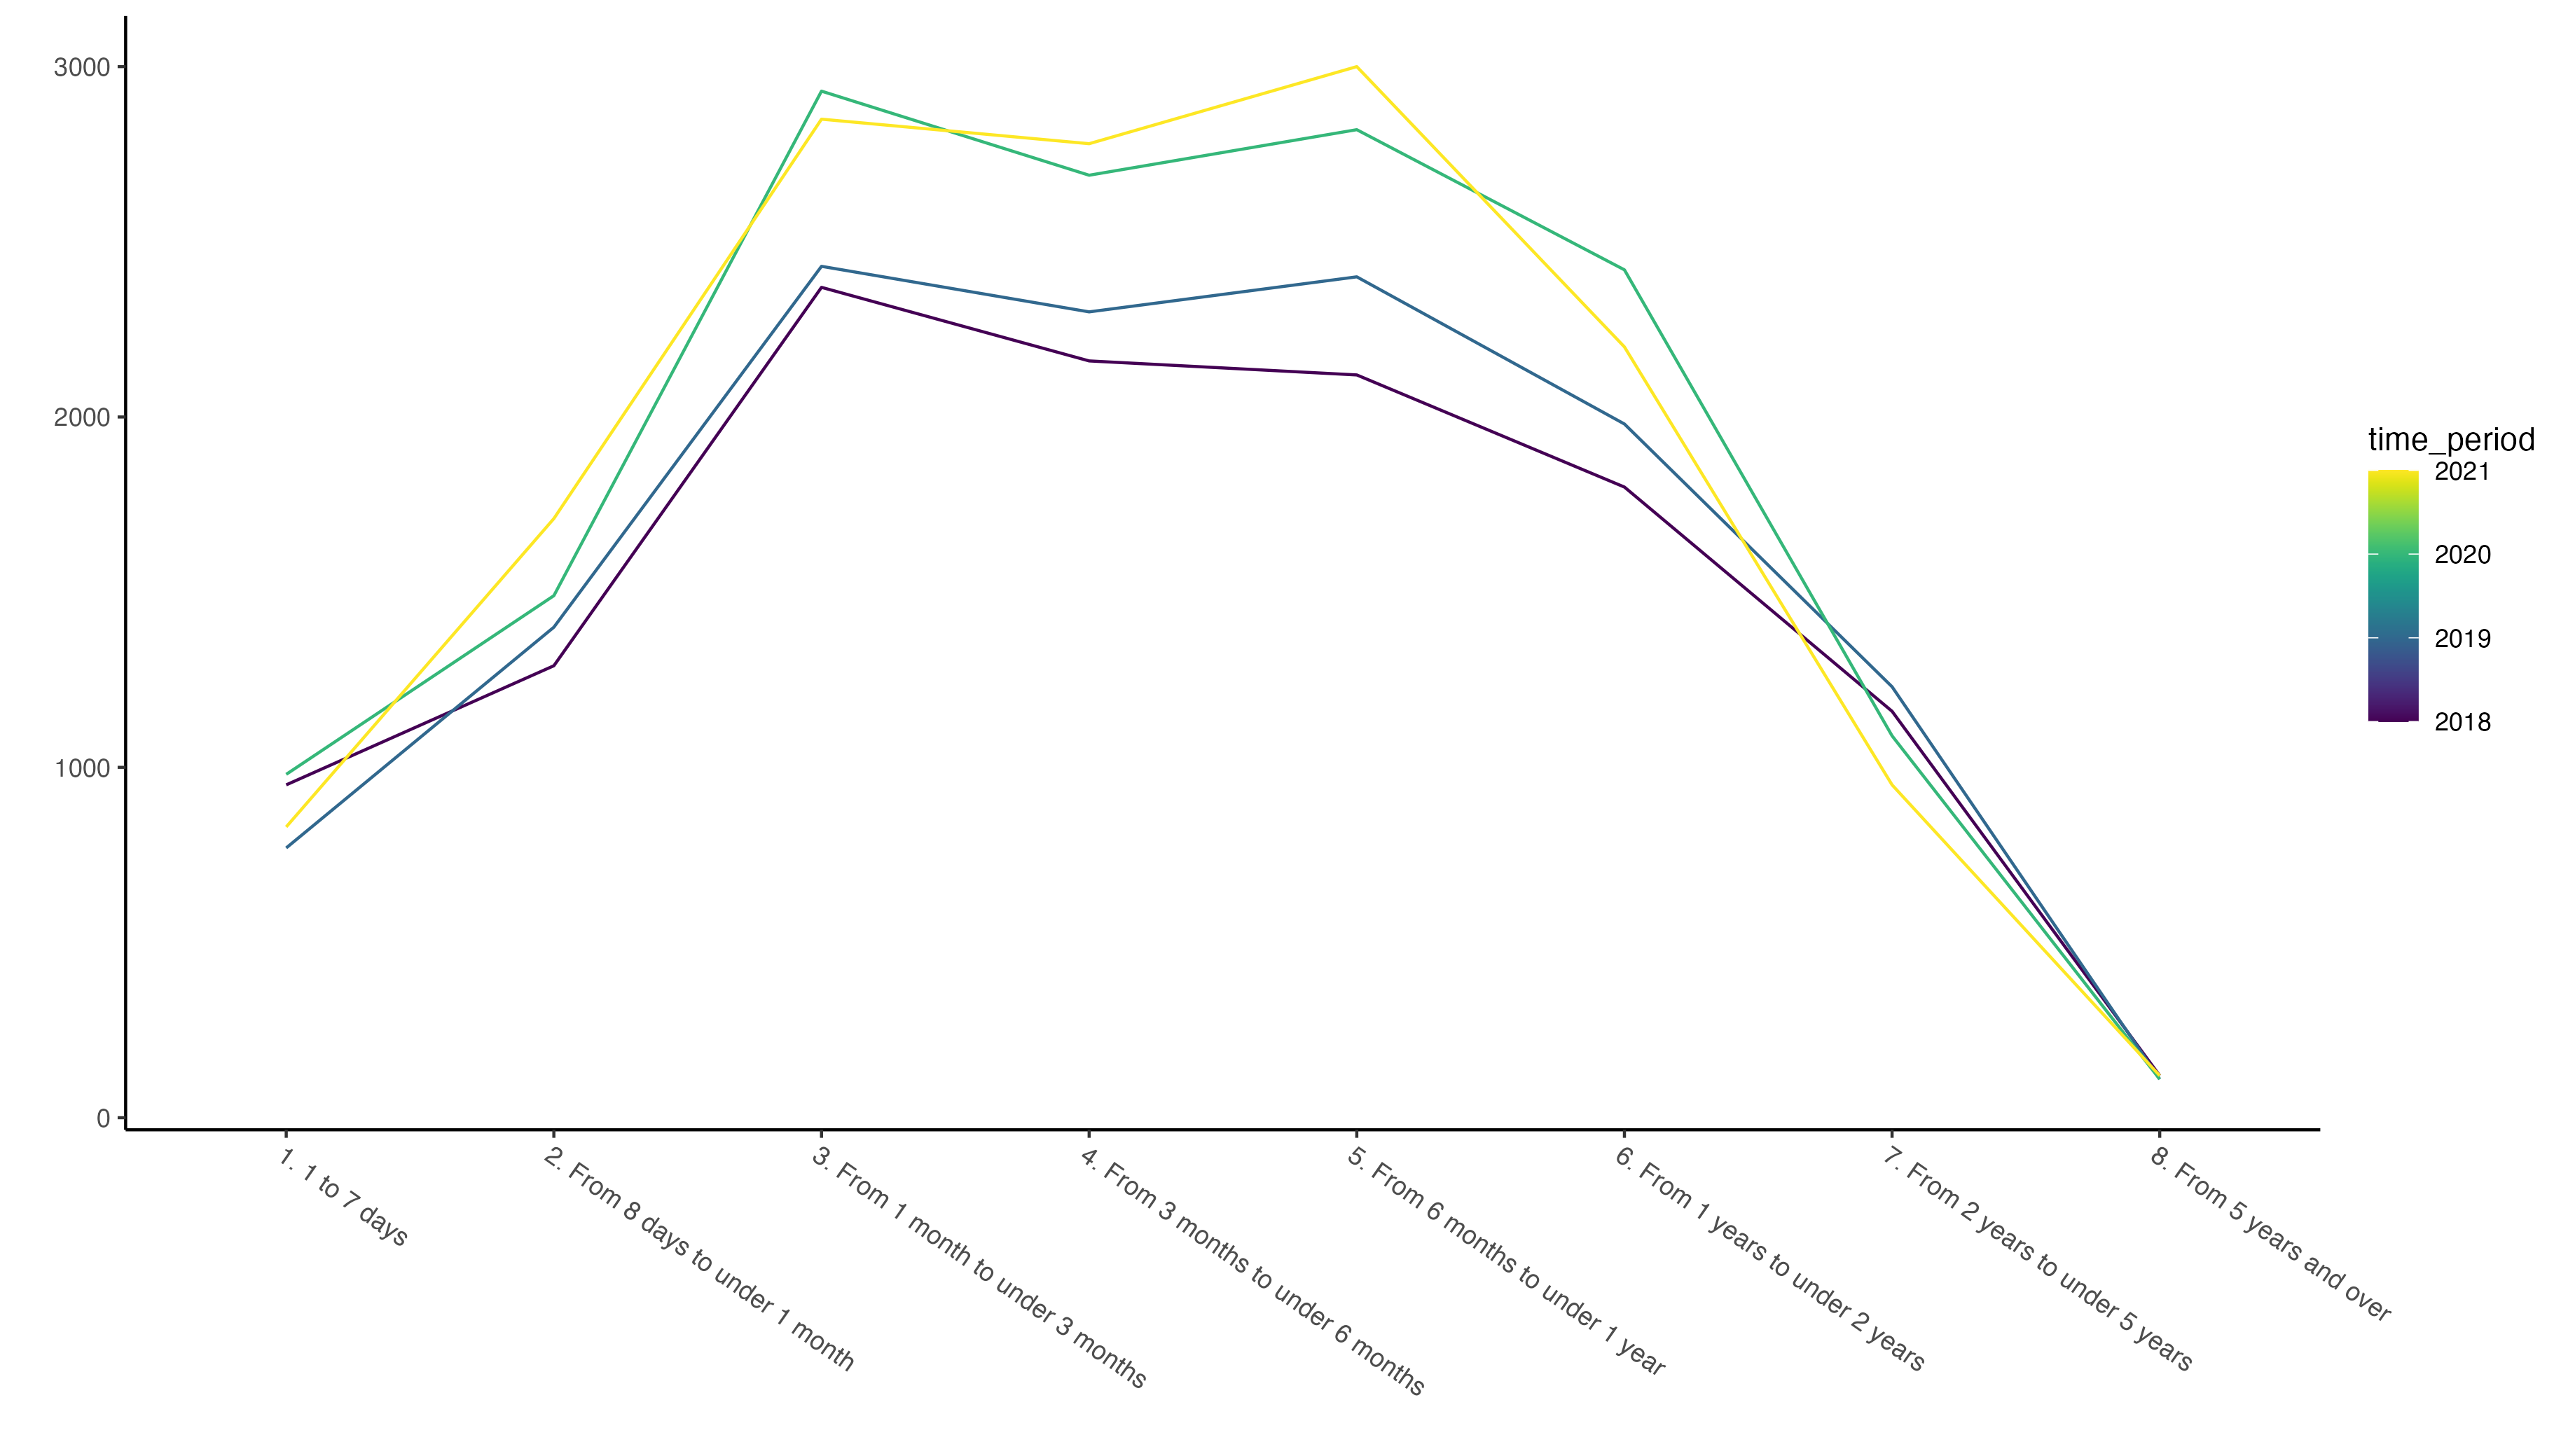 3000
2000
1000
0
1. 1 to 7 days
2. From 8 days to under 1 month
3. From 1 month to under 3 months
4. From 3 months to under 6 months
5. From 6 months to under 1 year
6. From 1 years to under 2 years
7. From 2 years to under 5 years
8. From 5 years and over
time_period
2021
2020
2019
2018